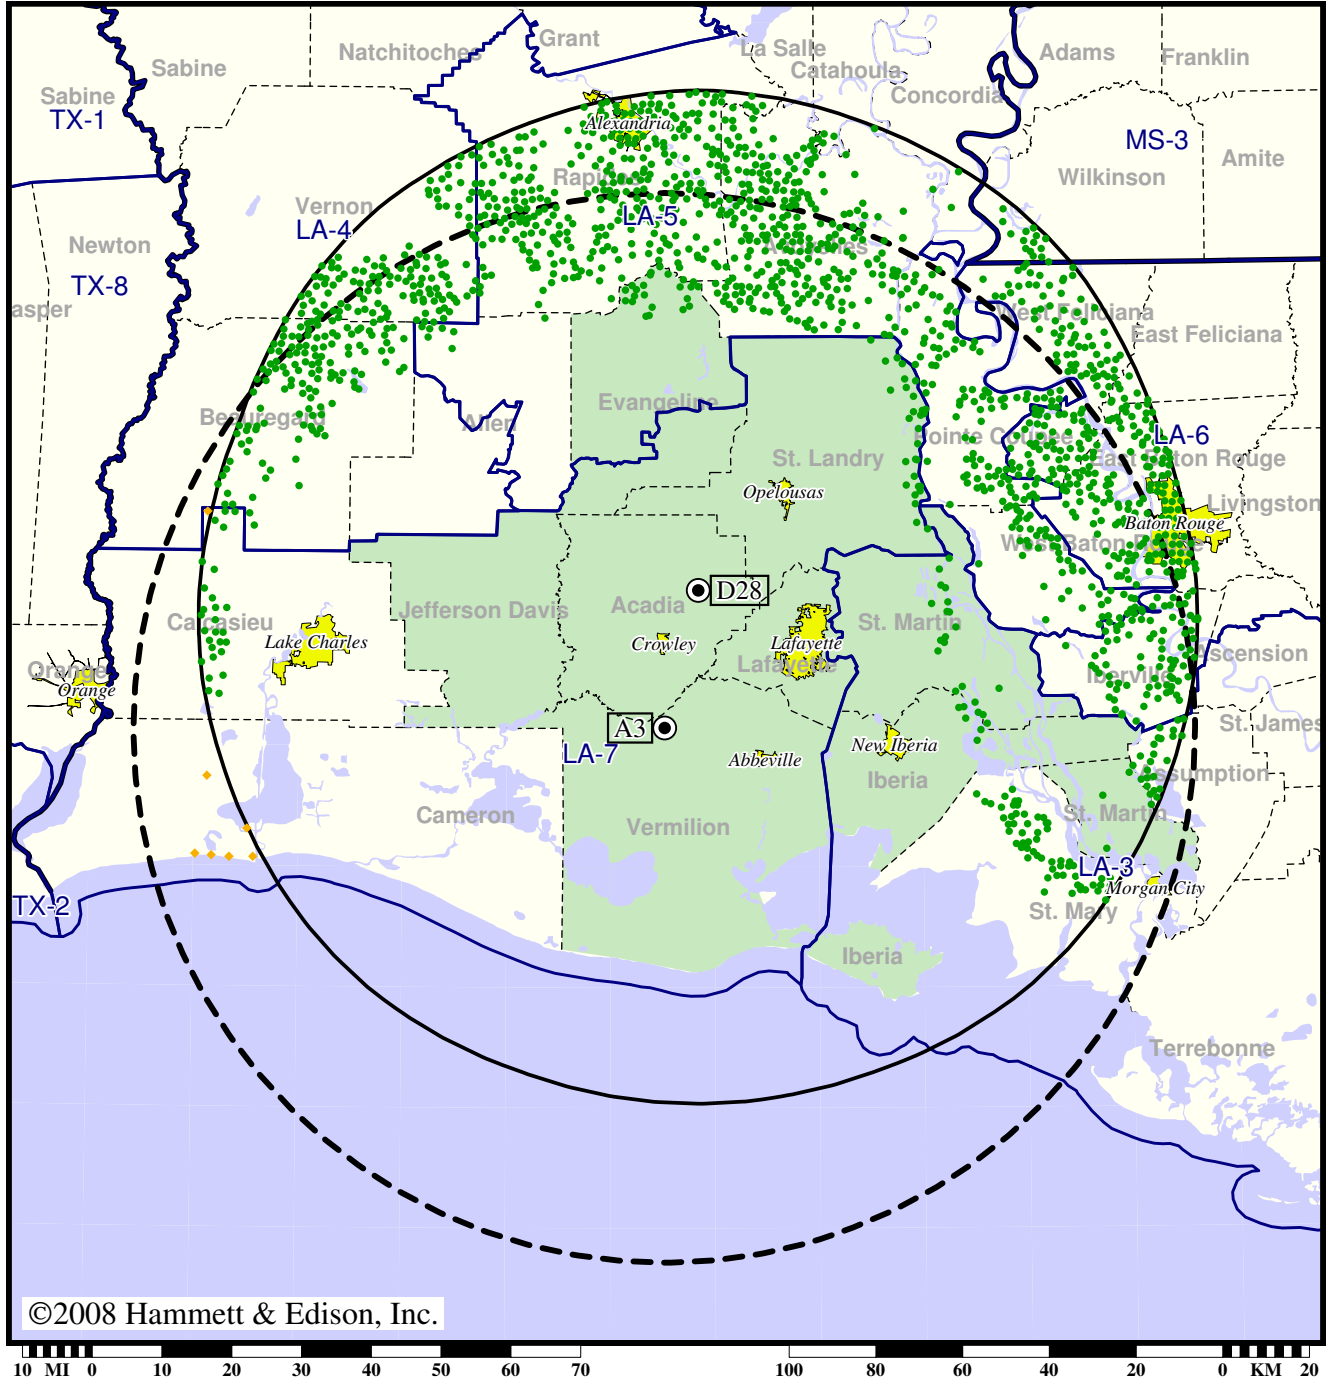 Grant
Natchitoches
La Salle
Adams
Franklin
Sabine
Catahoula
Sabine
Concordia
TX-1
Alexandria
MS-3
Amite
Rapides
Wilkinson
Vernon
LA-5
LA-4
Newton
Avoyelles
TX-8
asper
West Feliciana
East Feliciana
Evangeline
Beauregard
Allen
Pointe Coupee
LA-6
St. Landry
East Baton Rouge
Opelousas
Livingston
Baton Rouge
West Baton Rouge
D28
Acadia
Jefferson Davis
Calcasieu
St. Martin
Lake Charles
Crowley
Lafayette
Lafayette
Ascension
Orange
Iberville
Orange
A3
St. James
LA-7
New Iberia
Abbeville
Assumption
Iberia
Cameron
St. Martin
Vermilion
LA-3
Morgan City
TX-2
St. Mary
Iberia
Terrebonne
©2008 Hammett & Edison, Inc.
10 MI 0 10 20 30 40 50 60 70 100 80 60 40 20 0 KM 20